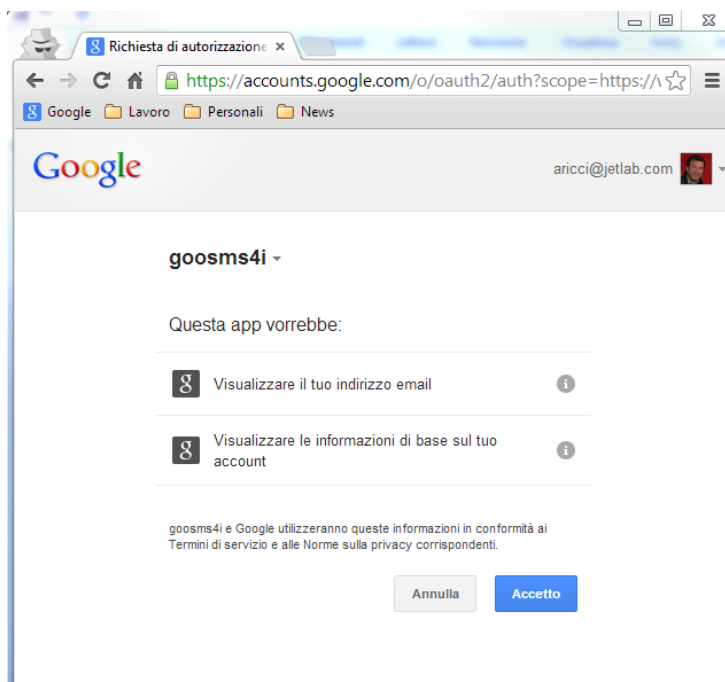 Richiesta di autorizzazione
https://accounts.google.com/o/oauth2/auth?scope=https://
Google Lavoro Personali News
Google
aricci@jetlab.com
goosms4i
Questa app vorrebbe:
Visualizzare il tuo indirizzo email
Visualizzare le informazioni di base sul tuo
account
goosms4i e Google utilizzeranno queste informazioni in conformità ai
Termini di servizio e alle Norme sulla privacy corrispondenti.
Annulla Accetto